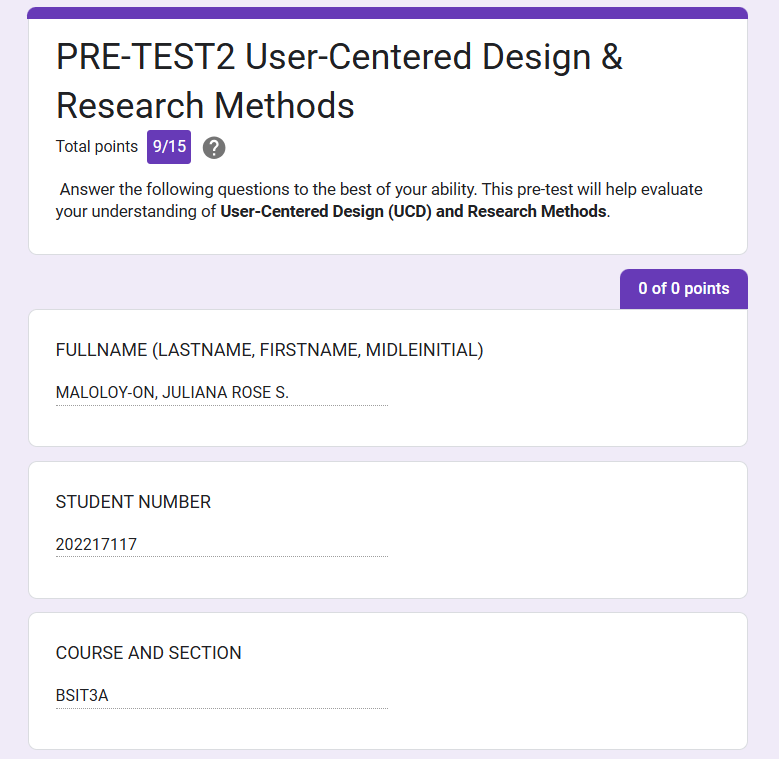 PRE-TEST2 User-Centered Design &
Research Methods
Total points 9/15 ?
Answer the following questions to the best of your ability. This pre-test will help evaluate
your understanding of User-Centered Design (UCD) and Research Methods.
0 of 0 points
FULLNAME (LASTNAME, FIRSTNAME, MIDLEINITIAL)
MALOLOY-ON, JULIANA ROSE S.
STUDENT NUMBER
202217117
COURSE AND SECTION
BSIT3A